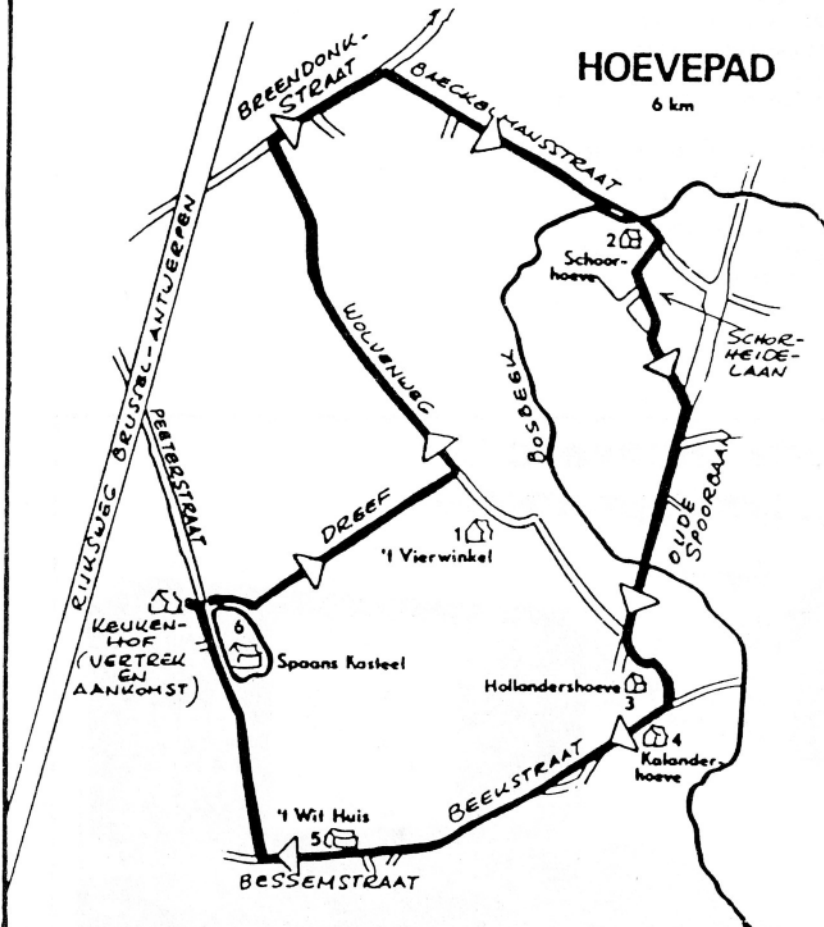 HOEVEPAD
6 km
BREENDONK-
STRAAT
BAECKELMANSSTRAAT
RIJKSWEG BRUSSEL-ANTWERPEN
2
Schoor-
hoeve
SCHOR-
HEIDE-
LAAN
WOLVENWEG
BOSBEEK
PEETERSTRAAT
OUDE
SPOORBAAN
DREEF
1
't Vierwinkel
KEUKEN-
HOF
(VERTREK
EN
AANKOMST)
6
Spaans Kasteel
Hollandershoeve
3
4
Kalander-
hoeve
BEEKSTRAAT
't Wit Huis
5
BESSEMSTRAAT